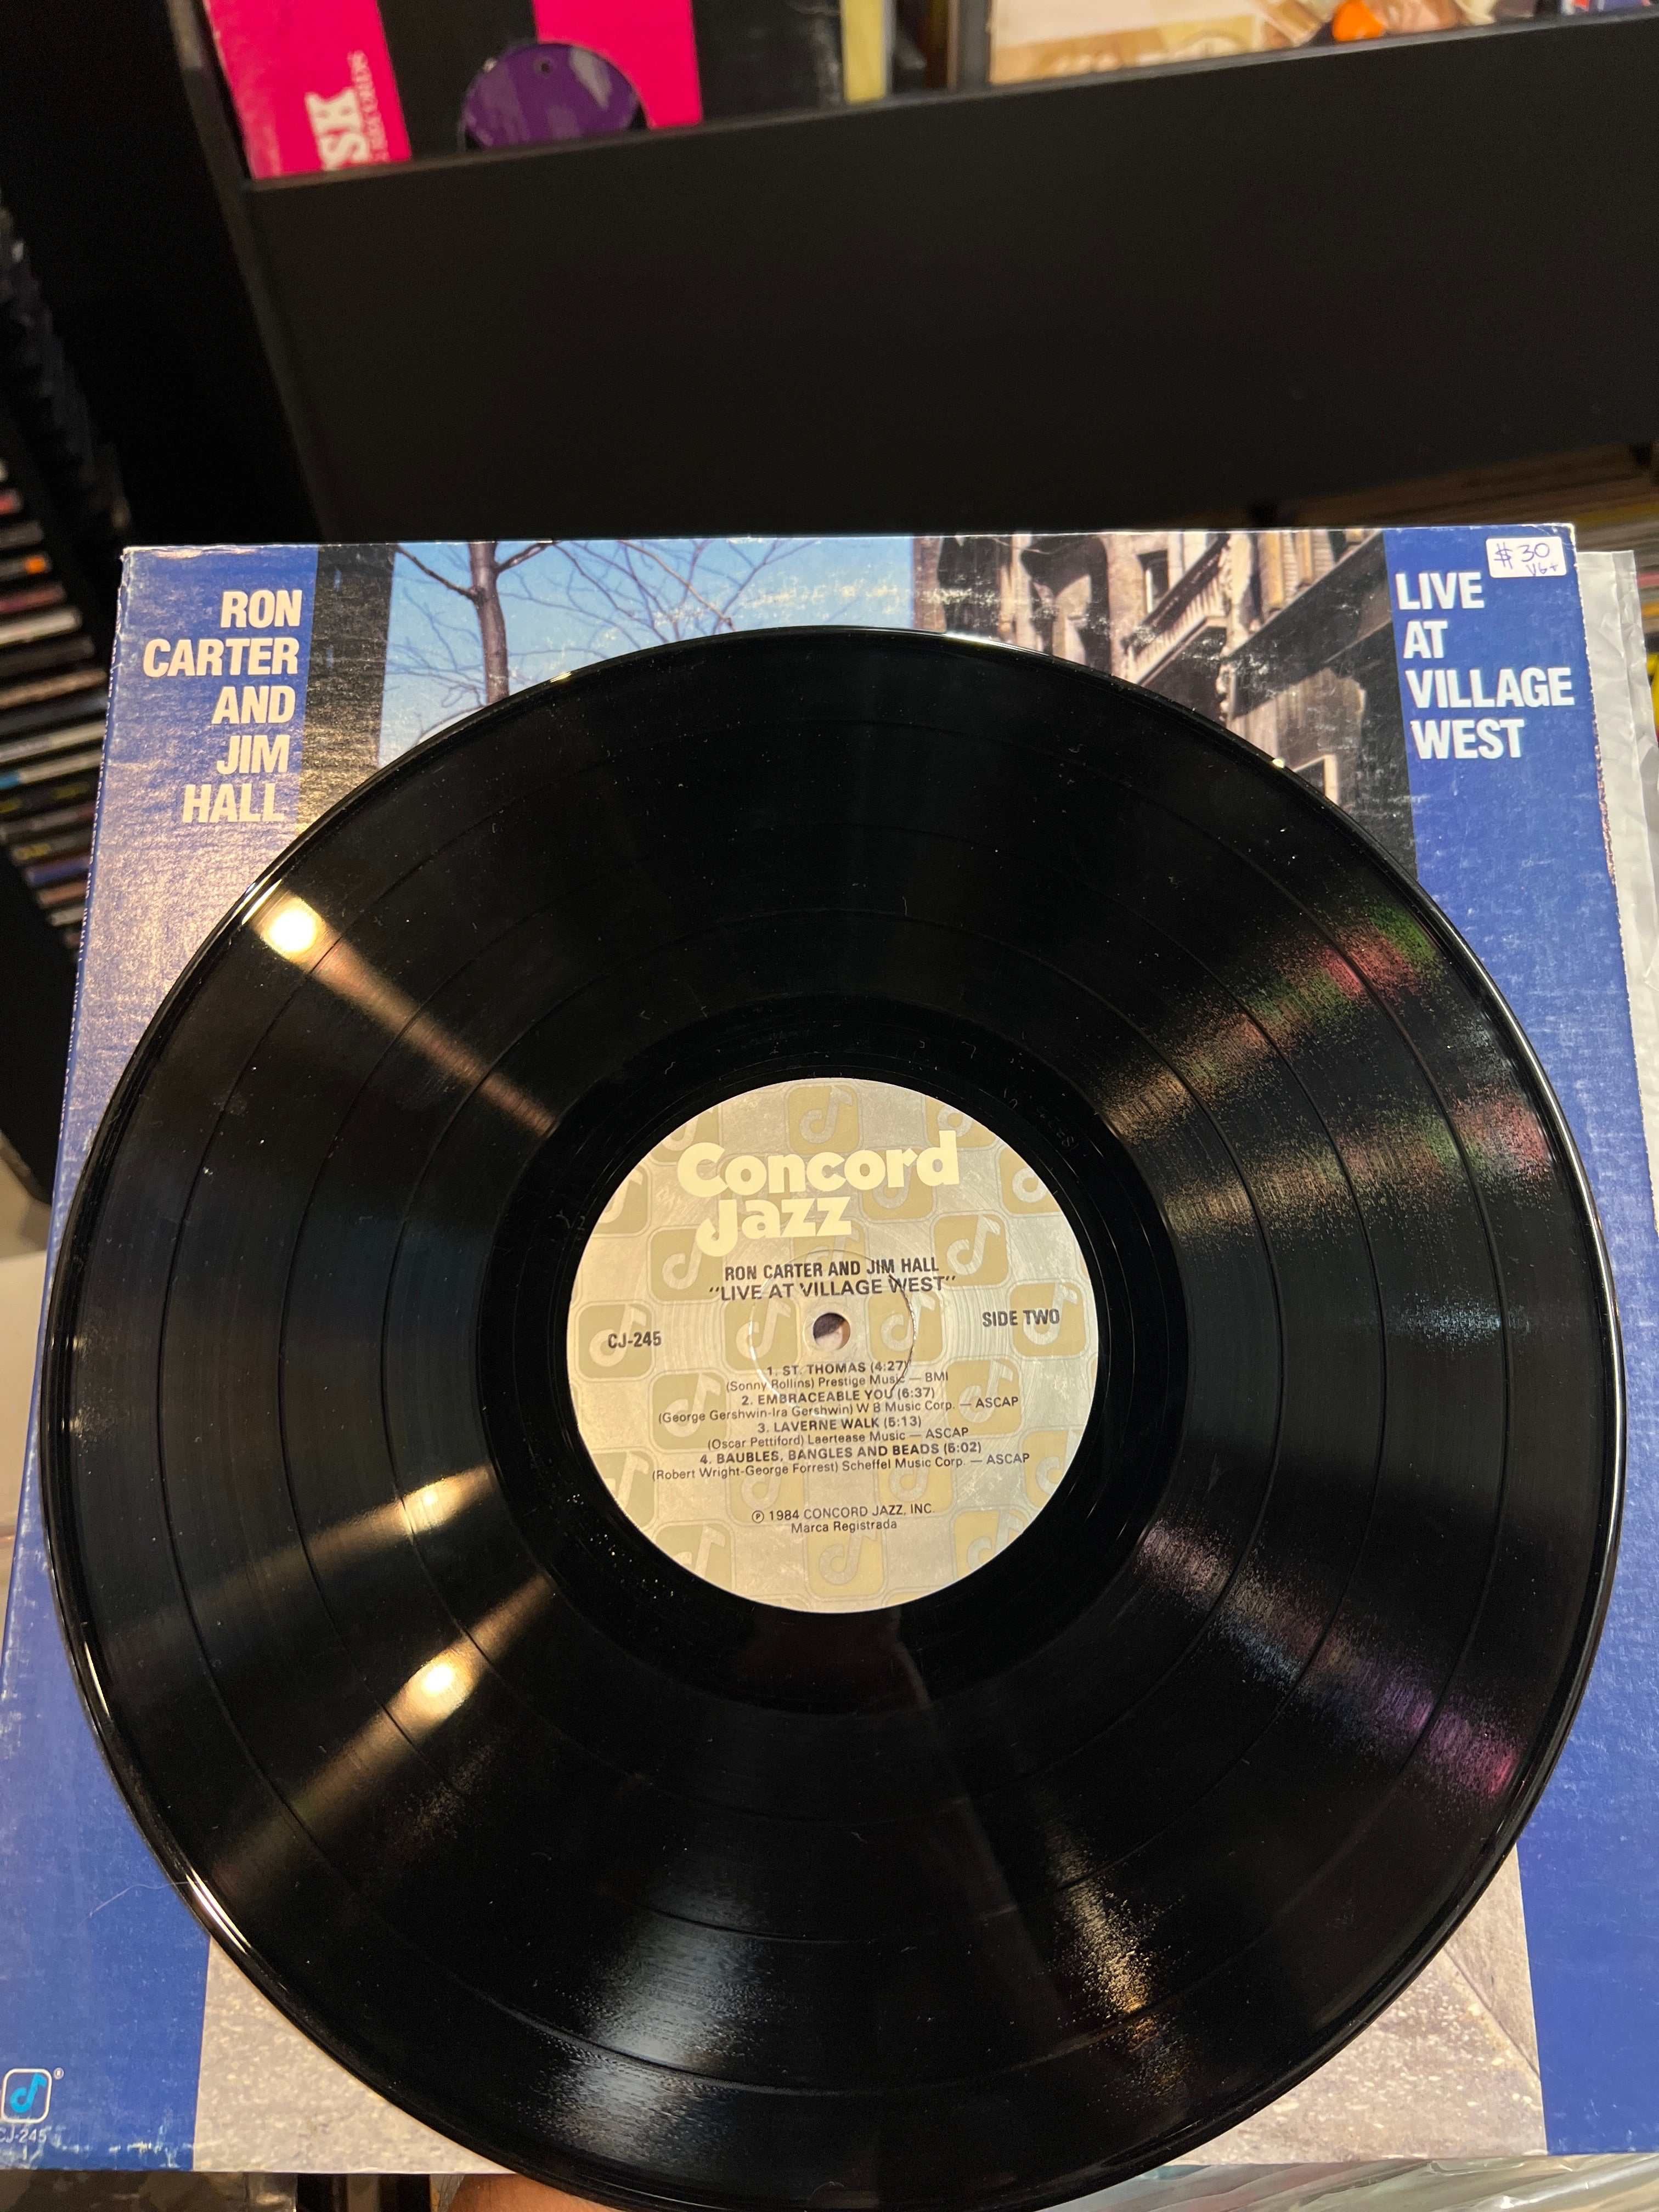 SH
RECORDS
RON
CARTER
AND
JIM
HALL
$30
VG+
LIVE
AT
VILLAGE
WEST
Concord
Jazz
RON CARTER AND JIM HALL
"LIVE AT VILLAGE WEST"
CJ-245
SIDE TWO
1. ST. THOMAS (4:27)
(Sonny Rollins) Prestige Music — BMI
2. EMBRACEABLE YOU (6:37)
(George Gershwin-Ira Gershwin) W B Music Corp. — ASCAP
3. LAVERNE WALK (5:13)
(Oscar Pettiford) Laertease Music — ASCAP
4. BAUBLES, BANGLES AND BEADS (5:02)
(Robert Wright-George Forrest) Scheffel Music Corp. — ASCAP
℗ 1984 CONCORD JAZZ, INC.
Marca Registrada
®
CJ-245